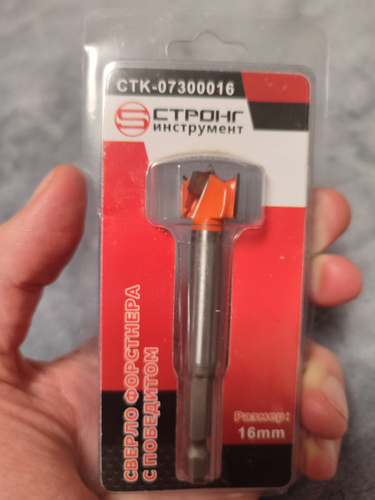 СТК-07300016
СТРОНГ
инструмент
СВЕРЛО ФОРСТНЕРА
С ПОБЕДИТОМ
Размер:
16mm